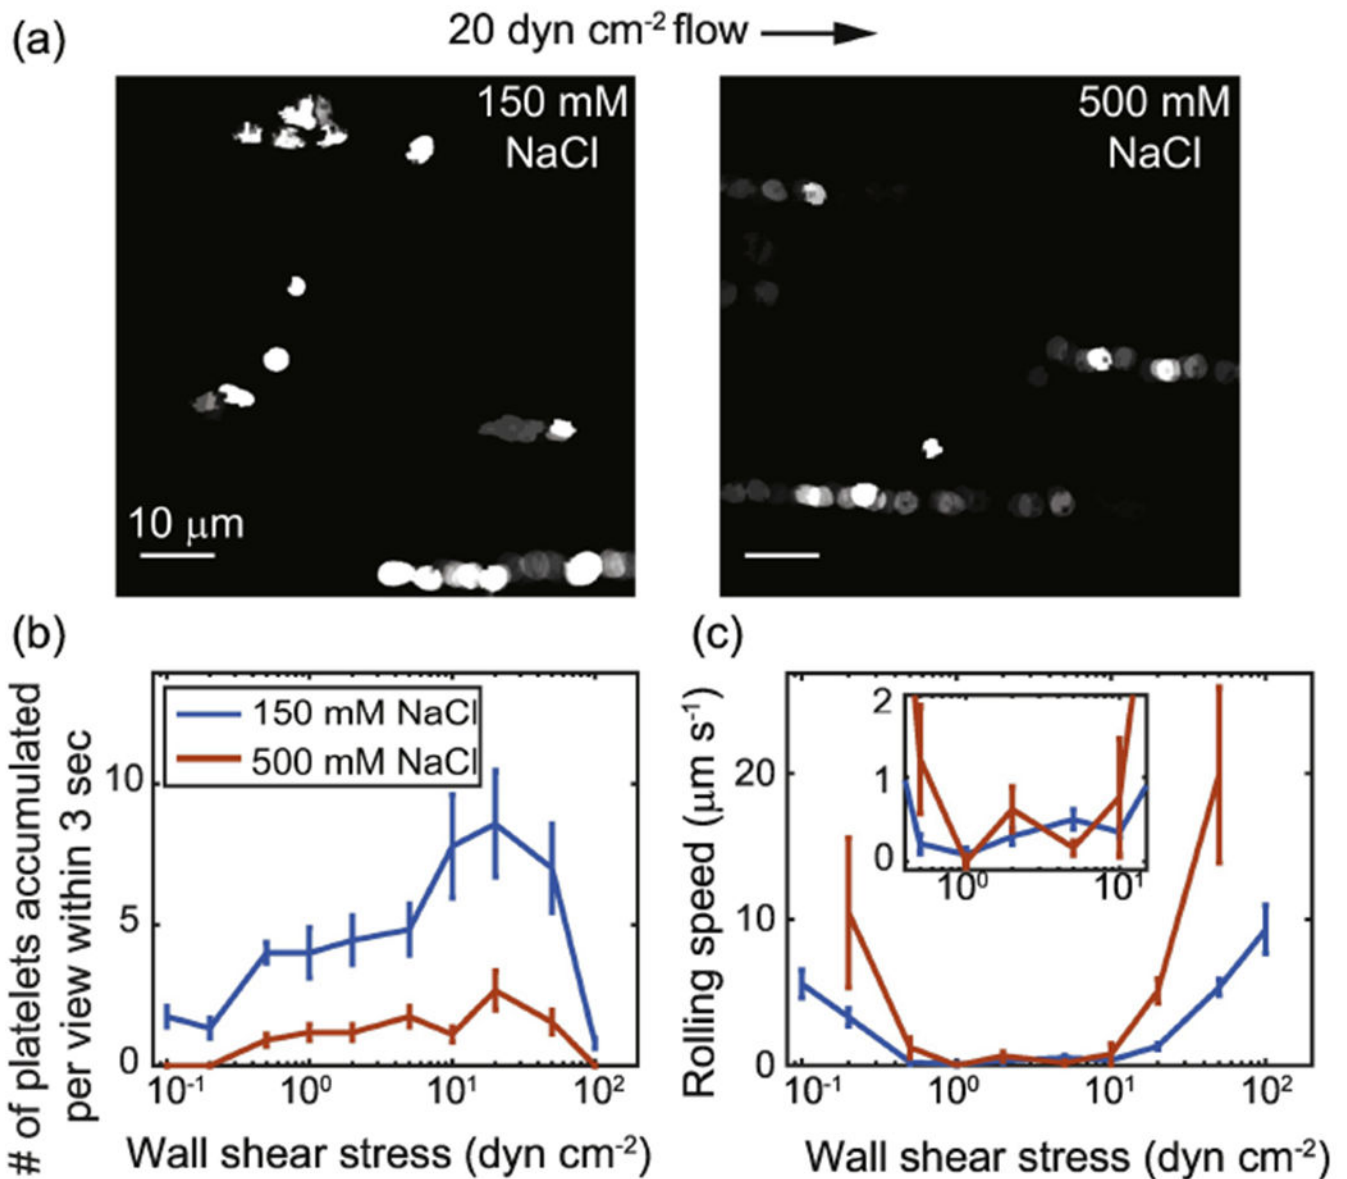 (a)
20 dyn cm-2 flow
150 mM
NaCl
10 μm
500 mM
NaCl
(b)
# of platelets accumulated
per view within 3 sec
150 mM NaCl
500 mM NaCl
10
5
0
10-1
100
101
102
Wall shear stress (dyn cm-2)
(c)
Rolling speed (μm s-1)
20
10
0
2
1
0
100
101
10-1
100
101
102
Wall shear stress (dyn cm-2)